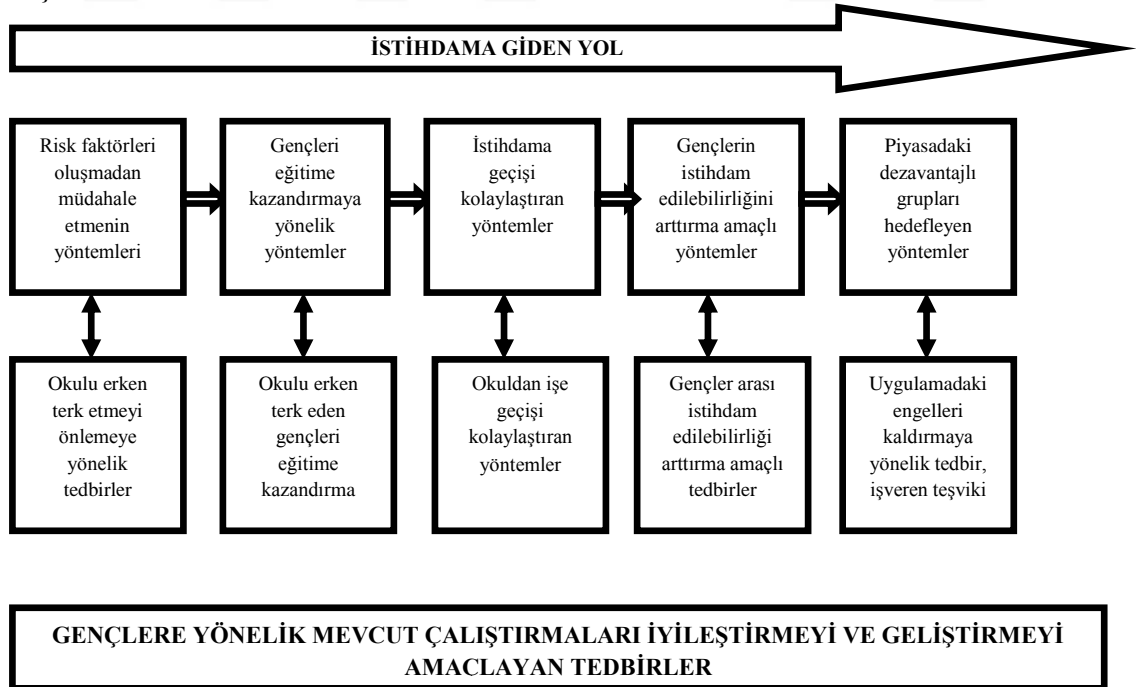 İSTİHDAMA GİDEN YOL
Risk faktörleri
oluşmadan
müdahale
etmenin
yöntemleri
Gençleri
eğitime
kazandırmaya
yönelik
yöntemler
İstihdama
geçişi
kolaylaştıran
yöntemler
Gençlerin
istihdam
edilebilirliğini
arttırma amaçlı
yöntemler
Piyasadaki
dezavantajlı
grupları
hedefleyen
yöntemler
Okulu erken
terk etmeyi
önlemeye
yönelik
tedbirler
Okulu erken
terk eden
gençleri
eğitime
kazandırma
Okuldan işe
geçişi
kolaylaştıran
yöntemler
Gençler arası
istihdam
edilebilirliği
arttırma amaçlı
tedbirler
Uygulamadaki
engelleri
kaldırmaya
yönelik tedbir,
işveren teşviki
GENÇLERE YÖNELİK MEVCUT ÇALIŞTIRMALARI İYİLEŞTİRMEYİ VE GELİŞTİRMEYİ
AMAÇLAYAN TEDBİRLER